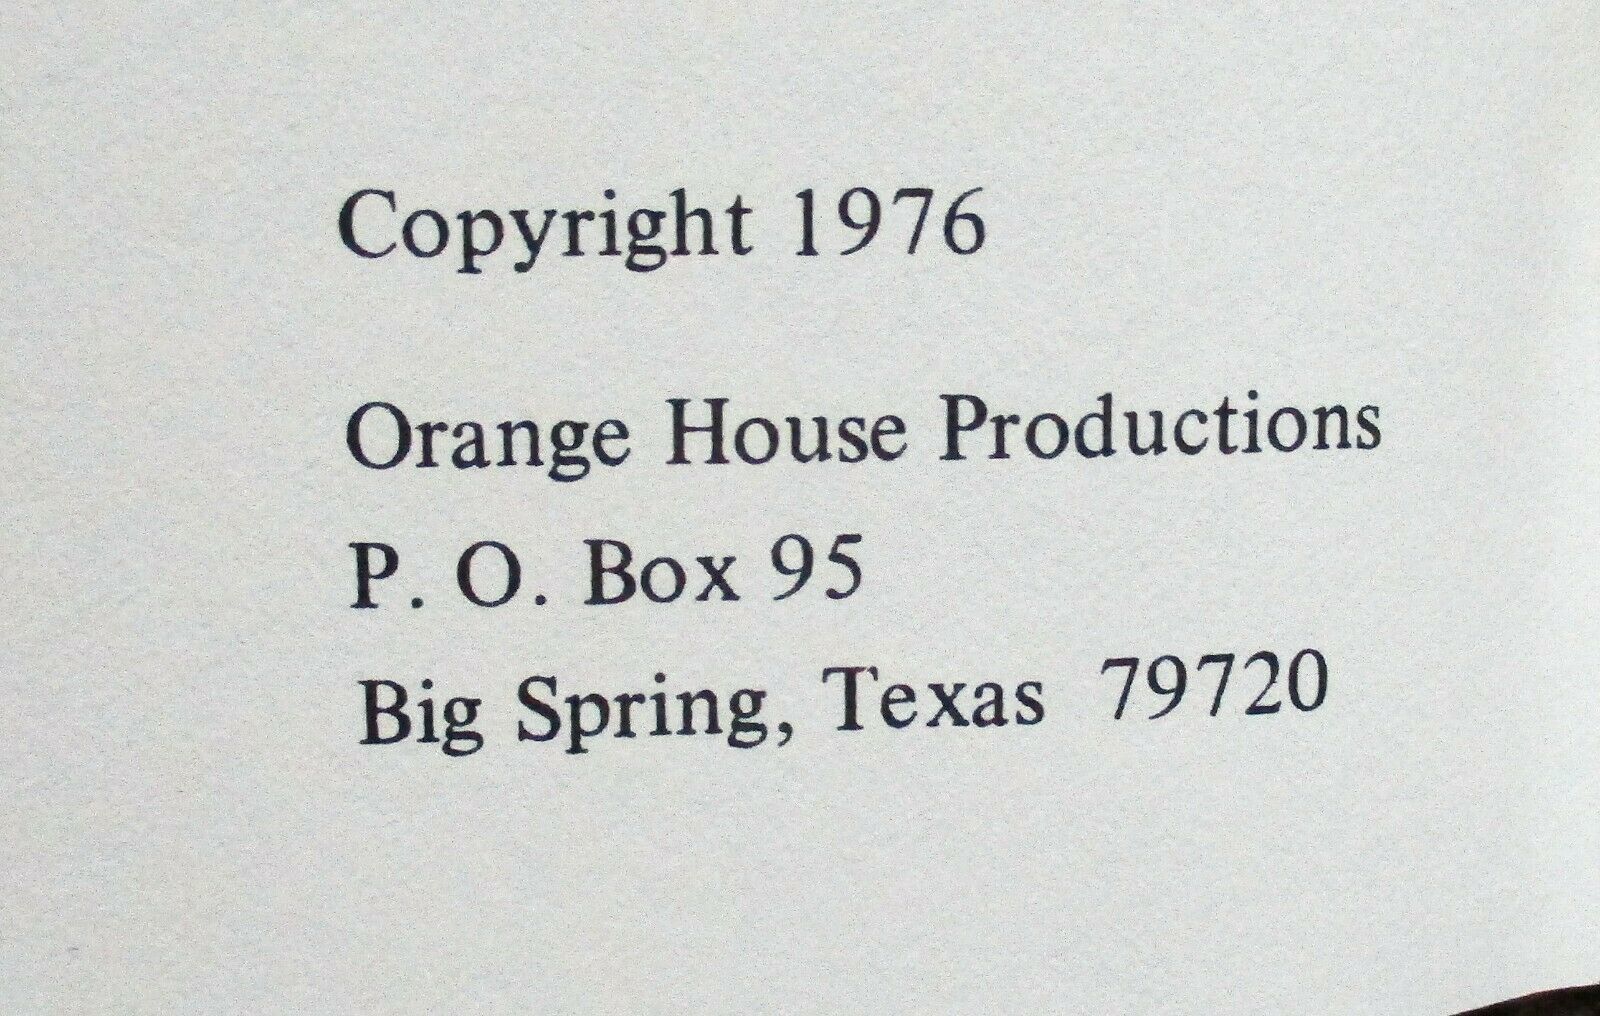 Copyright 1976
Orange House Productions
P. O. Box 95
Big Spring, Texas 79720